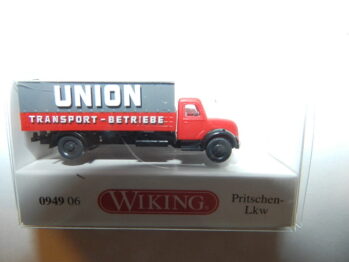 UNION
TRANSPORT-BETRIEBE
0949 06
WIKING®
Pritschen-
Lkw